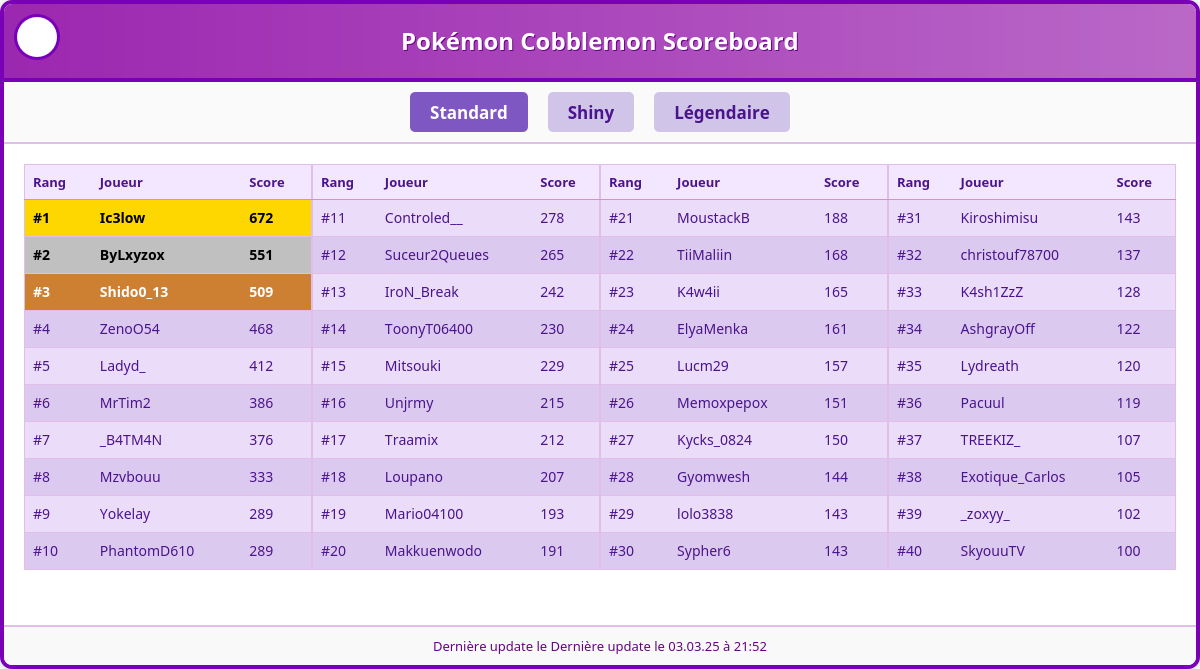 Pokémon Cobblemon Scoreboard
Standard Shiny Légendaire
Rang Joueur Score Rang Joueur Score Rang Joueur Score Rang Joueur Score
#1 Ic3low 672 #11 Controled__ 278 #21 MoustackB 188 #31 Kiroshimisu 143
#2 ByLxyzox 551 #12 Suceur2Queues 265 #22 TiiMaliin 168 #32 christouf78700 137
#3 Shido0_13 509 #13 IroN_Break 242 #23 K4w4ii 165 #33 K4sh1ZzZ 128
#4 ZenoO54 468 #14 ToonyT06400 230 #24 ElyaMenka 161 #34 AshgrayOff 122
#5 Ladyd_ 412 #15 Mitsouki 229 #25 Lucm29 157 #35 Lydreath 120
#6 MrTim2 386 #16 Unjrmy 215 #26 Memoxpepox 151 #36 Pacuul 119
#7 _B4TM4N 376 #17 Traamix 212 #27 Kycks_0824 150 #37 TREEKIZ_ 107
#8 Mzvbouu 333 #18 Loupano 207 #28 Gyomwesh 144 #38 Exotique_Carlos 105
#9 Yokelay 289 #19 Mario04100 193 #29 lolo3838 143 #39 _zoxyy_ 102
#10 PhantomD610 289 #20 Makkuenwodo 191 #30 Sypher6 143 #40 SkyouuTV 100
Dernière update le Dernière update le 03.03.25 à 21:52